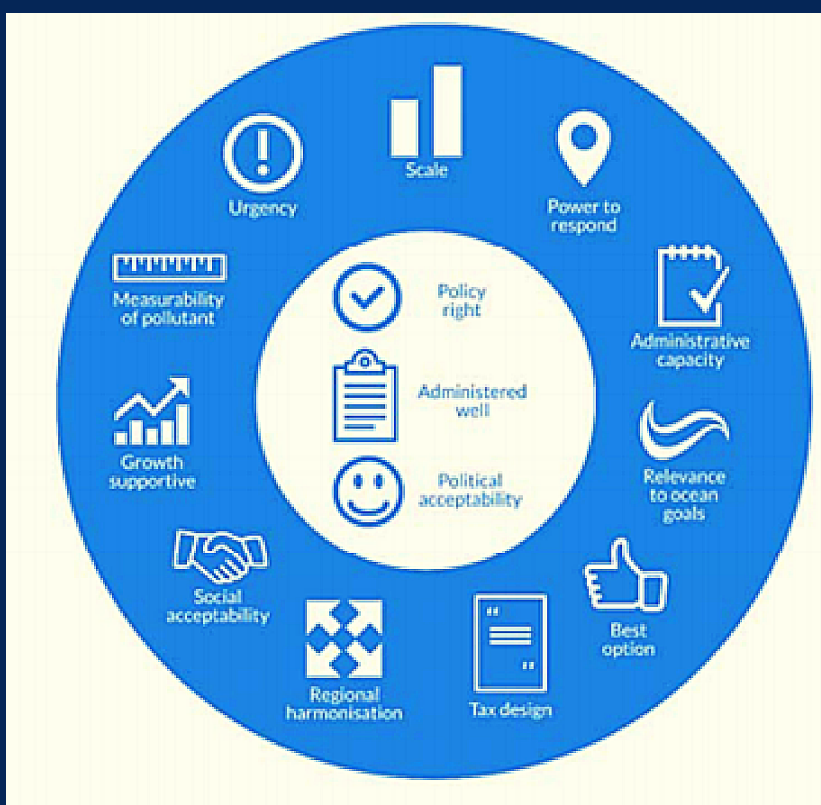 Scale
Urgency
Power to
respond
Measurability
of pollutant
Policy
right
Administrative
capacity
Administered
well
Growth
supportive
Relevance
to ocean
goals
Political
acceptability
Social
acceptability
Best
option
Regional
harmonisation
Tax design